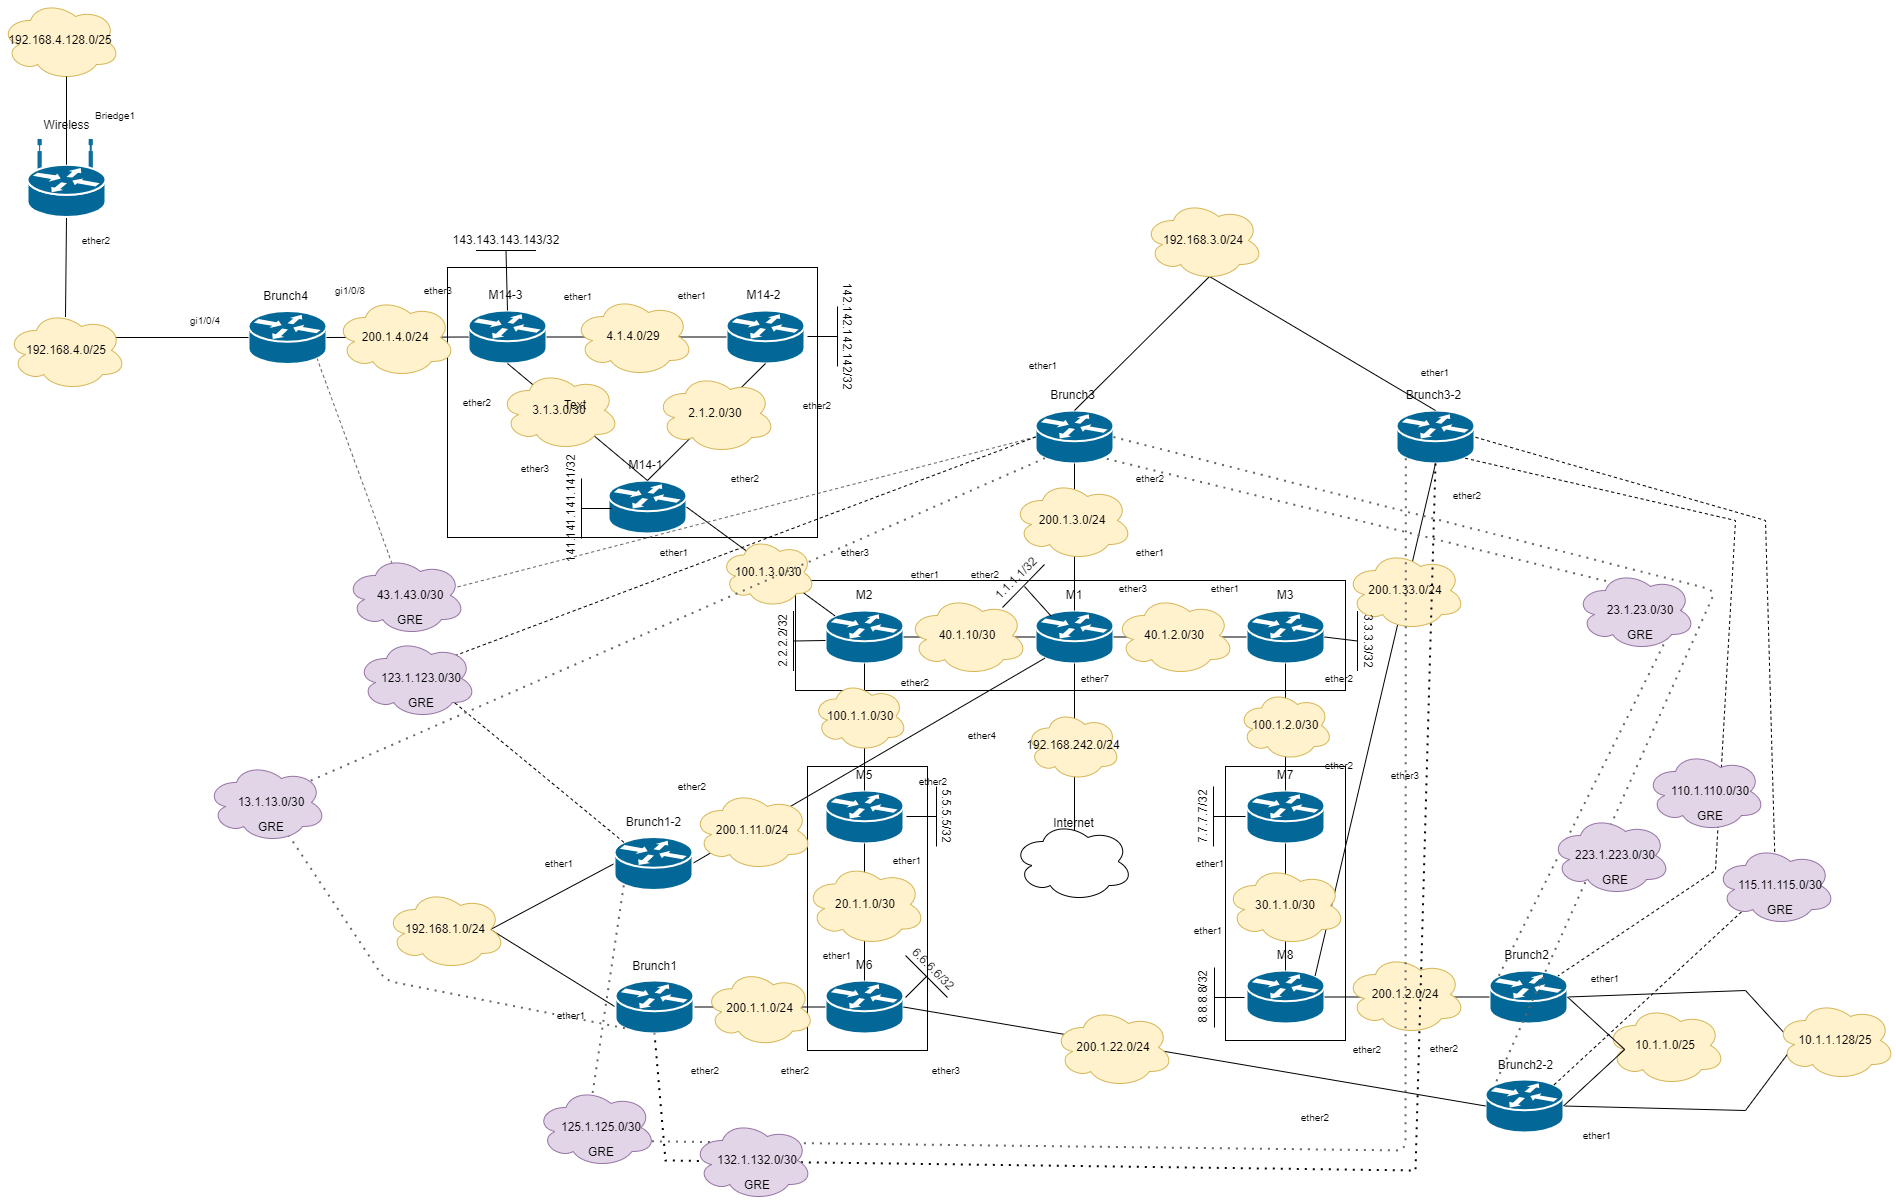 192.168.4.128.0/25
Briedge1
Wireless
ether2
143.143.143.143/32
192.168.3.0/24
gi1/0/4
Brunch4
gi1/0/8
ether3
M14-3
ether1
ether1
M14-2
142.142.142.142/32
192.168.4.0/25
200.1.4.0/24
4.1.4.0/29
ether1
ether1
Brunch3
Brunch3-2
ether2
3.1.3.0/30
Text
2.1.2.0/30
ether2
ether3
141.141.141.141/32
M14-1
ether2
ether2
ether2
200.1.3.0/24
ether1
ether3
ether1
100.1.3.0/30
ether1
ether2
1.1.1.1/32
ether3
ether1
200.1.33.0/24
43.1.43.0/30
GRE
23.1.23.0/30
GRE
2.2.2.2/32
M2
40.1.10/30
M1
40.1.2.0/30
M3
3.3.3.3/32
123.1.123.0/30
GRE
ether2
ether7
ether2
100.1.1.0/30
ether4
192.168.242.0/24
100.1.2.0/30
ether2
ether3
13.1.13.0/30
GRE
ether2
M5
ether2
5.5.5.5/32
M7
7.7.7.7/32
110.1.110.0/30
GRE
Brunch1-2
200.1.11.0/24
Internet
ether1
ether1
ether1
223.1.223.0/30
GRE
115.11.115.0/30
GRE
192.168.1.0/24
20.1.1.0/30
30.1.1.0/30
ether1
ether1
M6
6.6.6.6/32
M8
8.8.8.8/32
Brunch1
200.1.1.0/24
ether1
200.1.2.0/24
Brunch2
ether1
200.1.22.0/24
ether2
ether2
10.1.1.0/25
10.1.1.128/25
ether2
ether2
ether3
Brunch2-2
125.1.125.0/30
GRE
ether2
ether1
132.1.132.0/30
GRE